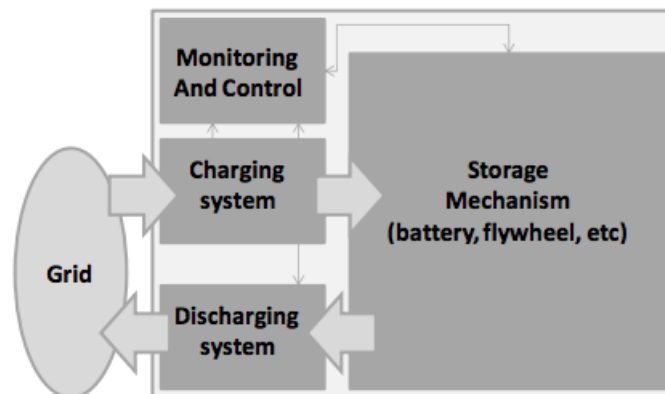 Monitoring
And Control
Charging
system
Storage
Mechanism
(battery, flywheel, etc)
Grid
Discharging
system